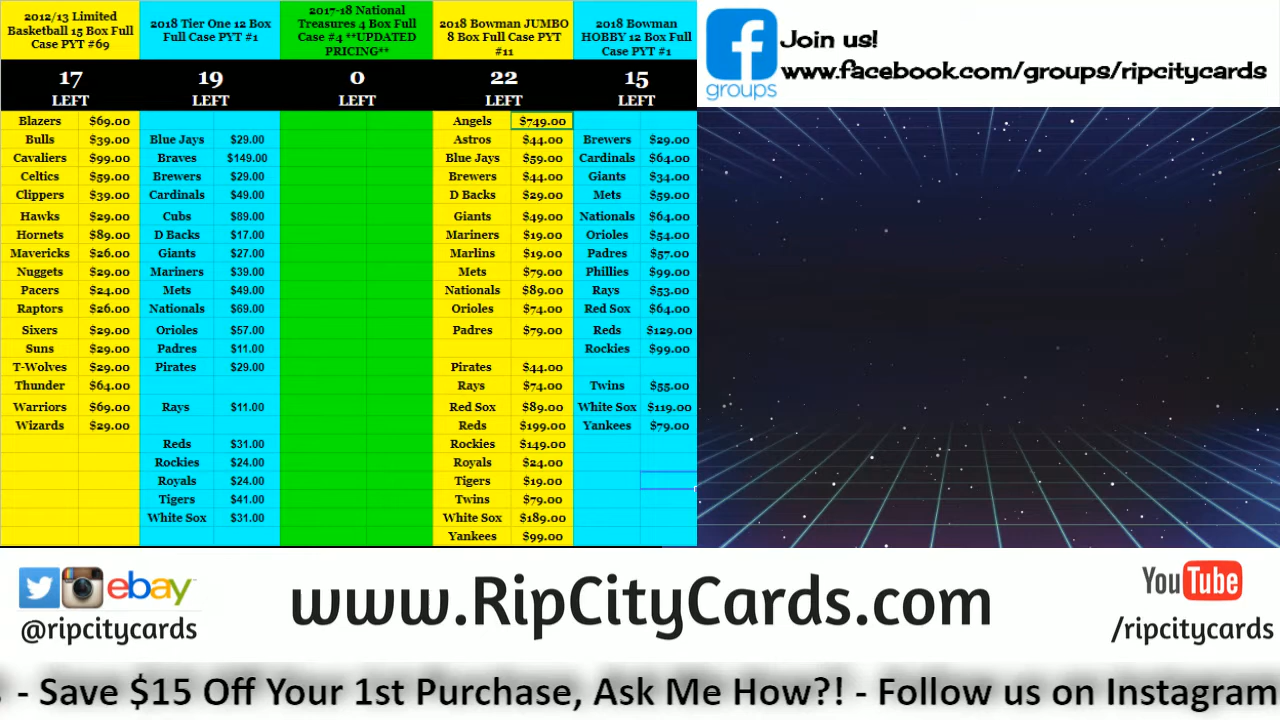 2012/13 Limited
Basketball 15 Box Full
Case PYT #69
17
LEFT
Blazers $69.00
Bulls $39.00
Cavaliers $99.00
Celtics $59.00
Clippers $39.00
Hawks $29.00
Hornets $89.00
Mavericks $26.00
Nuggets $29.00
Pacers $24.00
Raptors $26.00
Sixers $29.00
Suns $29.00
T-Wolves $29.00
Thunder $64.00
Warriors $69.00
Wizards $29.00
2018 Tier One 12 Box
Full Case PYT #1
19
LEFT
Blue Jays $29.00
Braves $149.00
Brewers $29.00
Cardinals $49.00
Cubs $89.00
D Backs $17.00
Giants $27.00
Mariners $39.00
Mets $49.00
Nationals $69.00
Orioles $57.00
Padres $11.00
Pirates $29.00
Rays $11.00
Reds $31.00
Rockies $24.00
Royals $24.00
Tigers $41.00
White Sox $31.00
2017-18 National
Treasures 4 Box Full
Case #4 **UPDATED
PRICING**
0
LEFT
2018 Bowman JUMBO
8 Box Full Case PYT
#11
22
LEFT
Angels $749.00
Astros $44.00
Blue Jays $59.00
Brewers $44.00
D Backs $29.00
Giants $49.00
Mariners $19.00
Marlins $19.00
Mets $79.00
Nationals $89.00
Orioles $74.00
Padres $79.00
Pirates $44.00
Rays $74.00
Red Sox $89.00
Reds $199.00
Rockies $149.00
Royals $24.00
Tigers $19.00
Twins $79.00
White Sox $189.00
Yankees $99.00
2018 Bowman
HOBBY 12 Box Full
Case PYT #1
15
LEFT
Brewers $29.00
Cardinals $64.00
Giants $34.00
Mets $59.00
Nationals $64.00
Orioles $54.00
Padres $57.00
Phillies $99.00
Rays $53.00
Red Sox $64.00
Reds $129.00
Rockies $99.00
Twins $55.00
White Sox $119.00
Yankees $79.00
groups
Join us!
www.facebook.com/groups/ripcitycards
ebay
@ripcitycards
www.RipCityCards.com
YouTube
/ripcitycards
- Save $15 Off Your 1st Purchase, Ask Me How?! - Follow us on Instagram